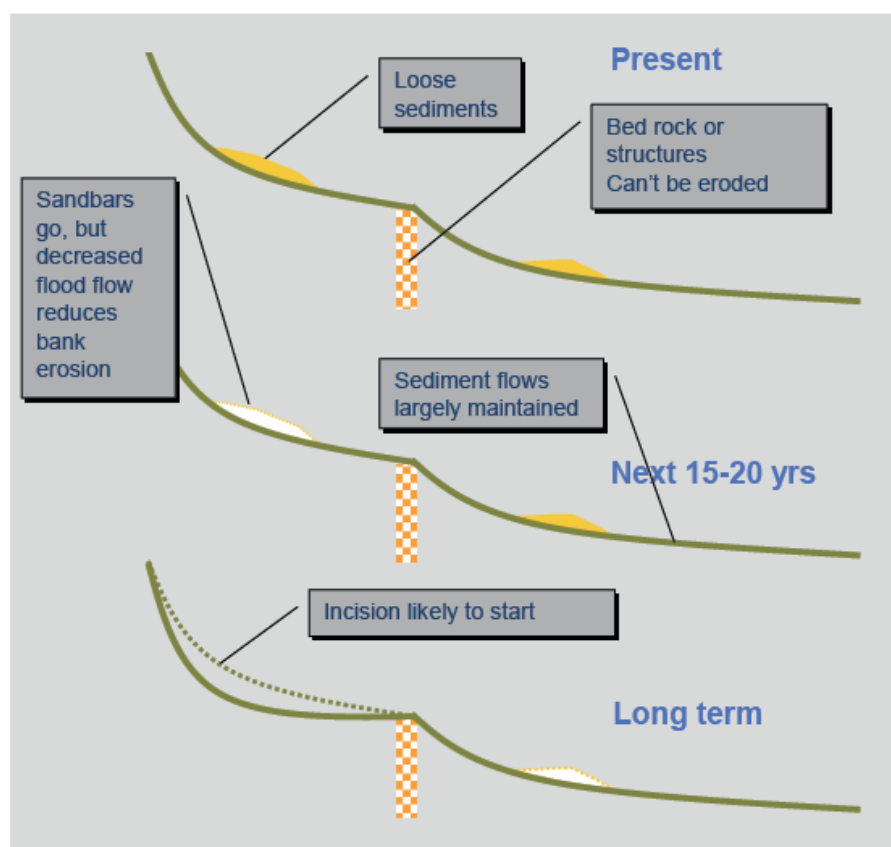 Present
Loose
sediments
Bed rock or
structures
Can't be eroded
Sandbars
go, but
decreased
flood flow
reduces
bank
erosion
Sediment flows
largely maintained
Next 15-20 yrs
Incision likely to start
Long term